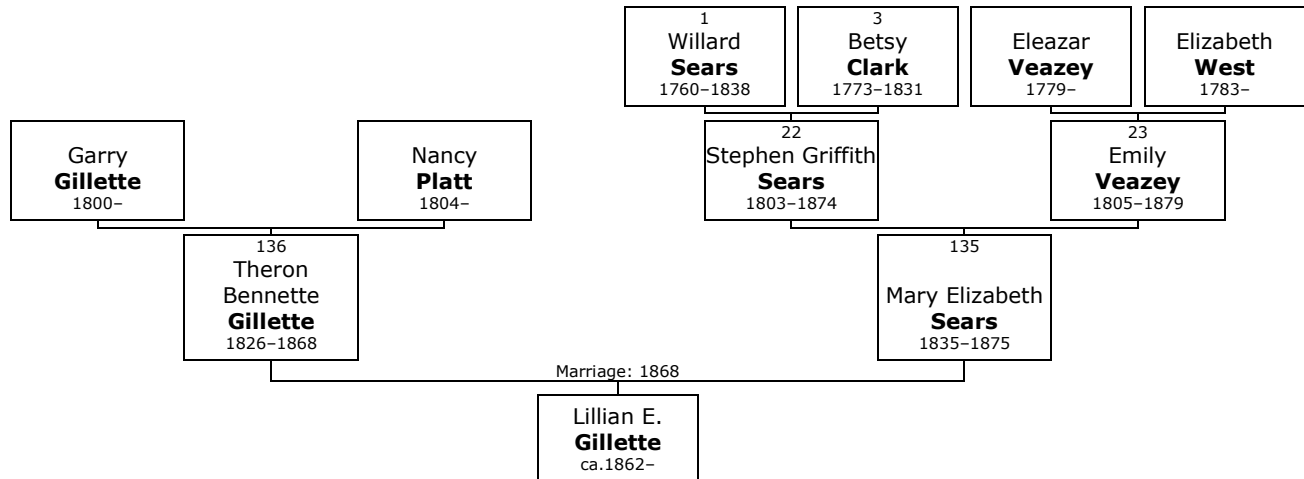 1
Willard
Sears
1760–1838
3
Betsy
Clark
1773–1831
Eleazar
Veazey
1779–
Elizabeth
West
1783–
Garry
Gillette
1800–
Nancy
Platt
1804–
22
Stephen Griffith
Sears
1803–1874
23
Emily
Veazey
1805–1879
136
Theron
Bennette
Gillette
1826–1868
135
Mary Elizabeth
Sears
1835–1875
Marriage: 1868
Lillian E.
Gillette
ca.1862–